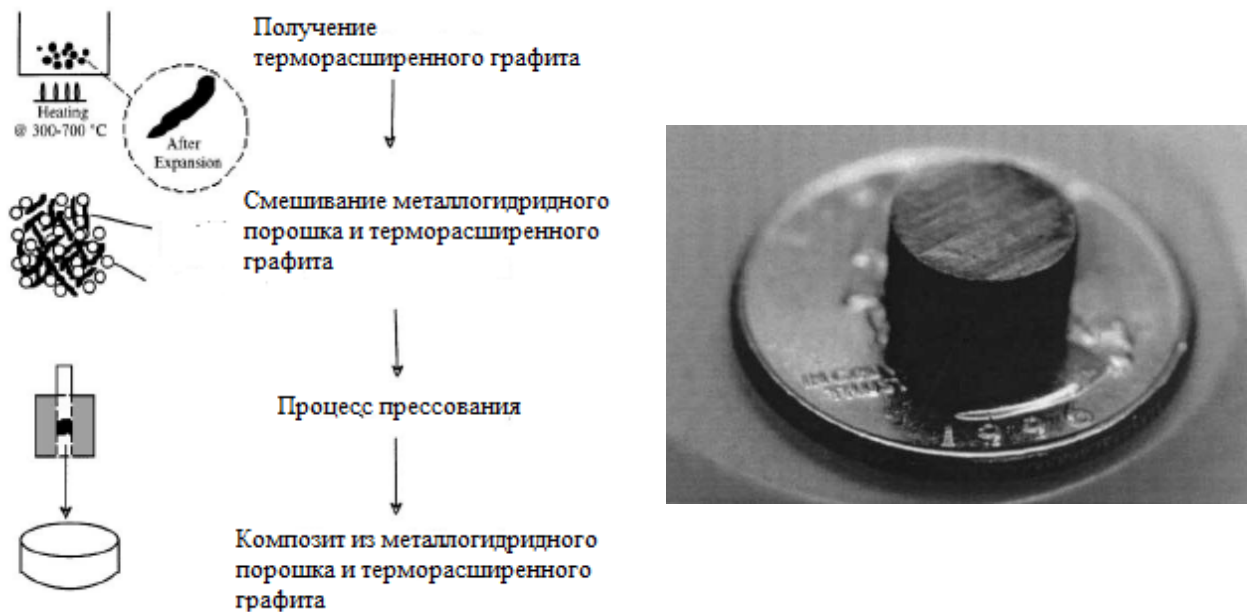 Получение
терморасширенного графита
Heating
@ 300-700 °C
After
Expansion
Смешивание металлогидридного
порошка и терморасширенного
графита
Процесс прессования
Композит из металлогидридного
порошка и терморасширенного
графита
1996